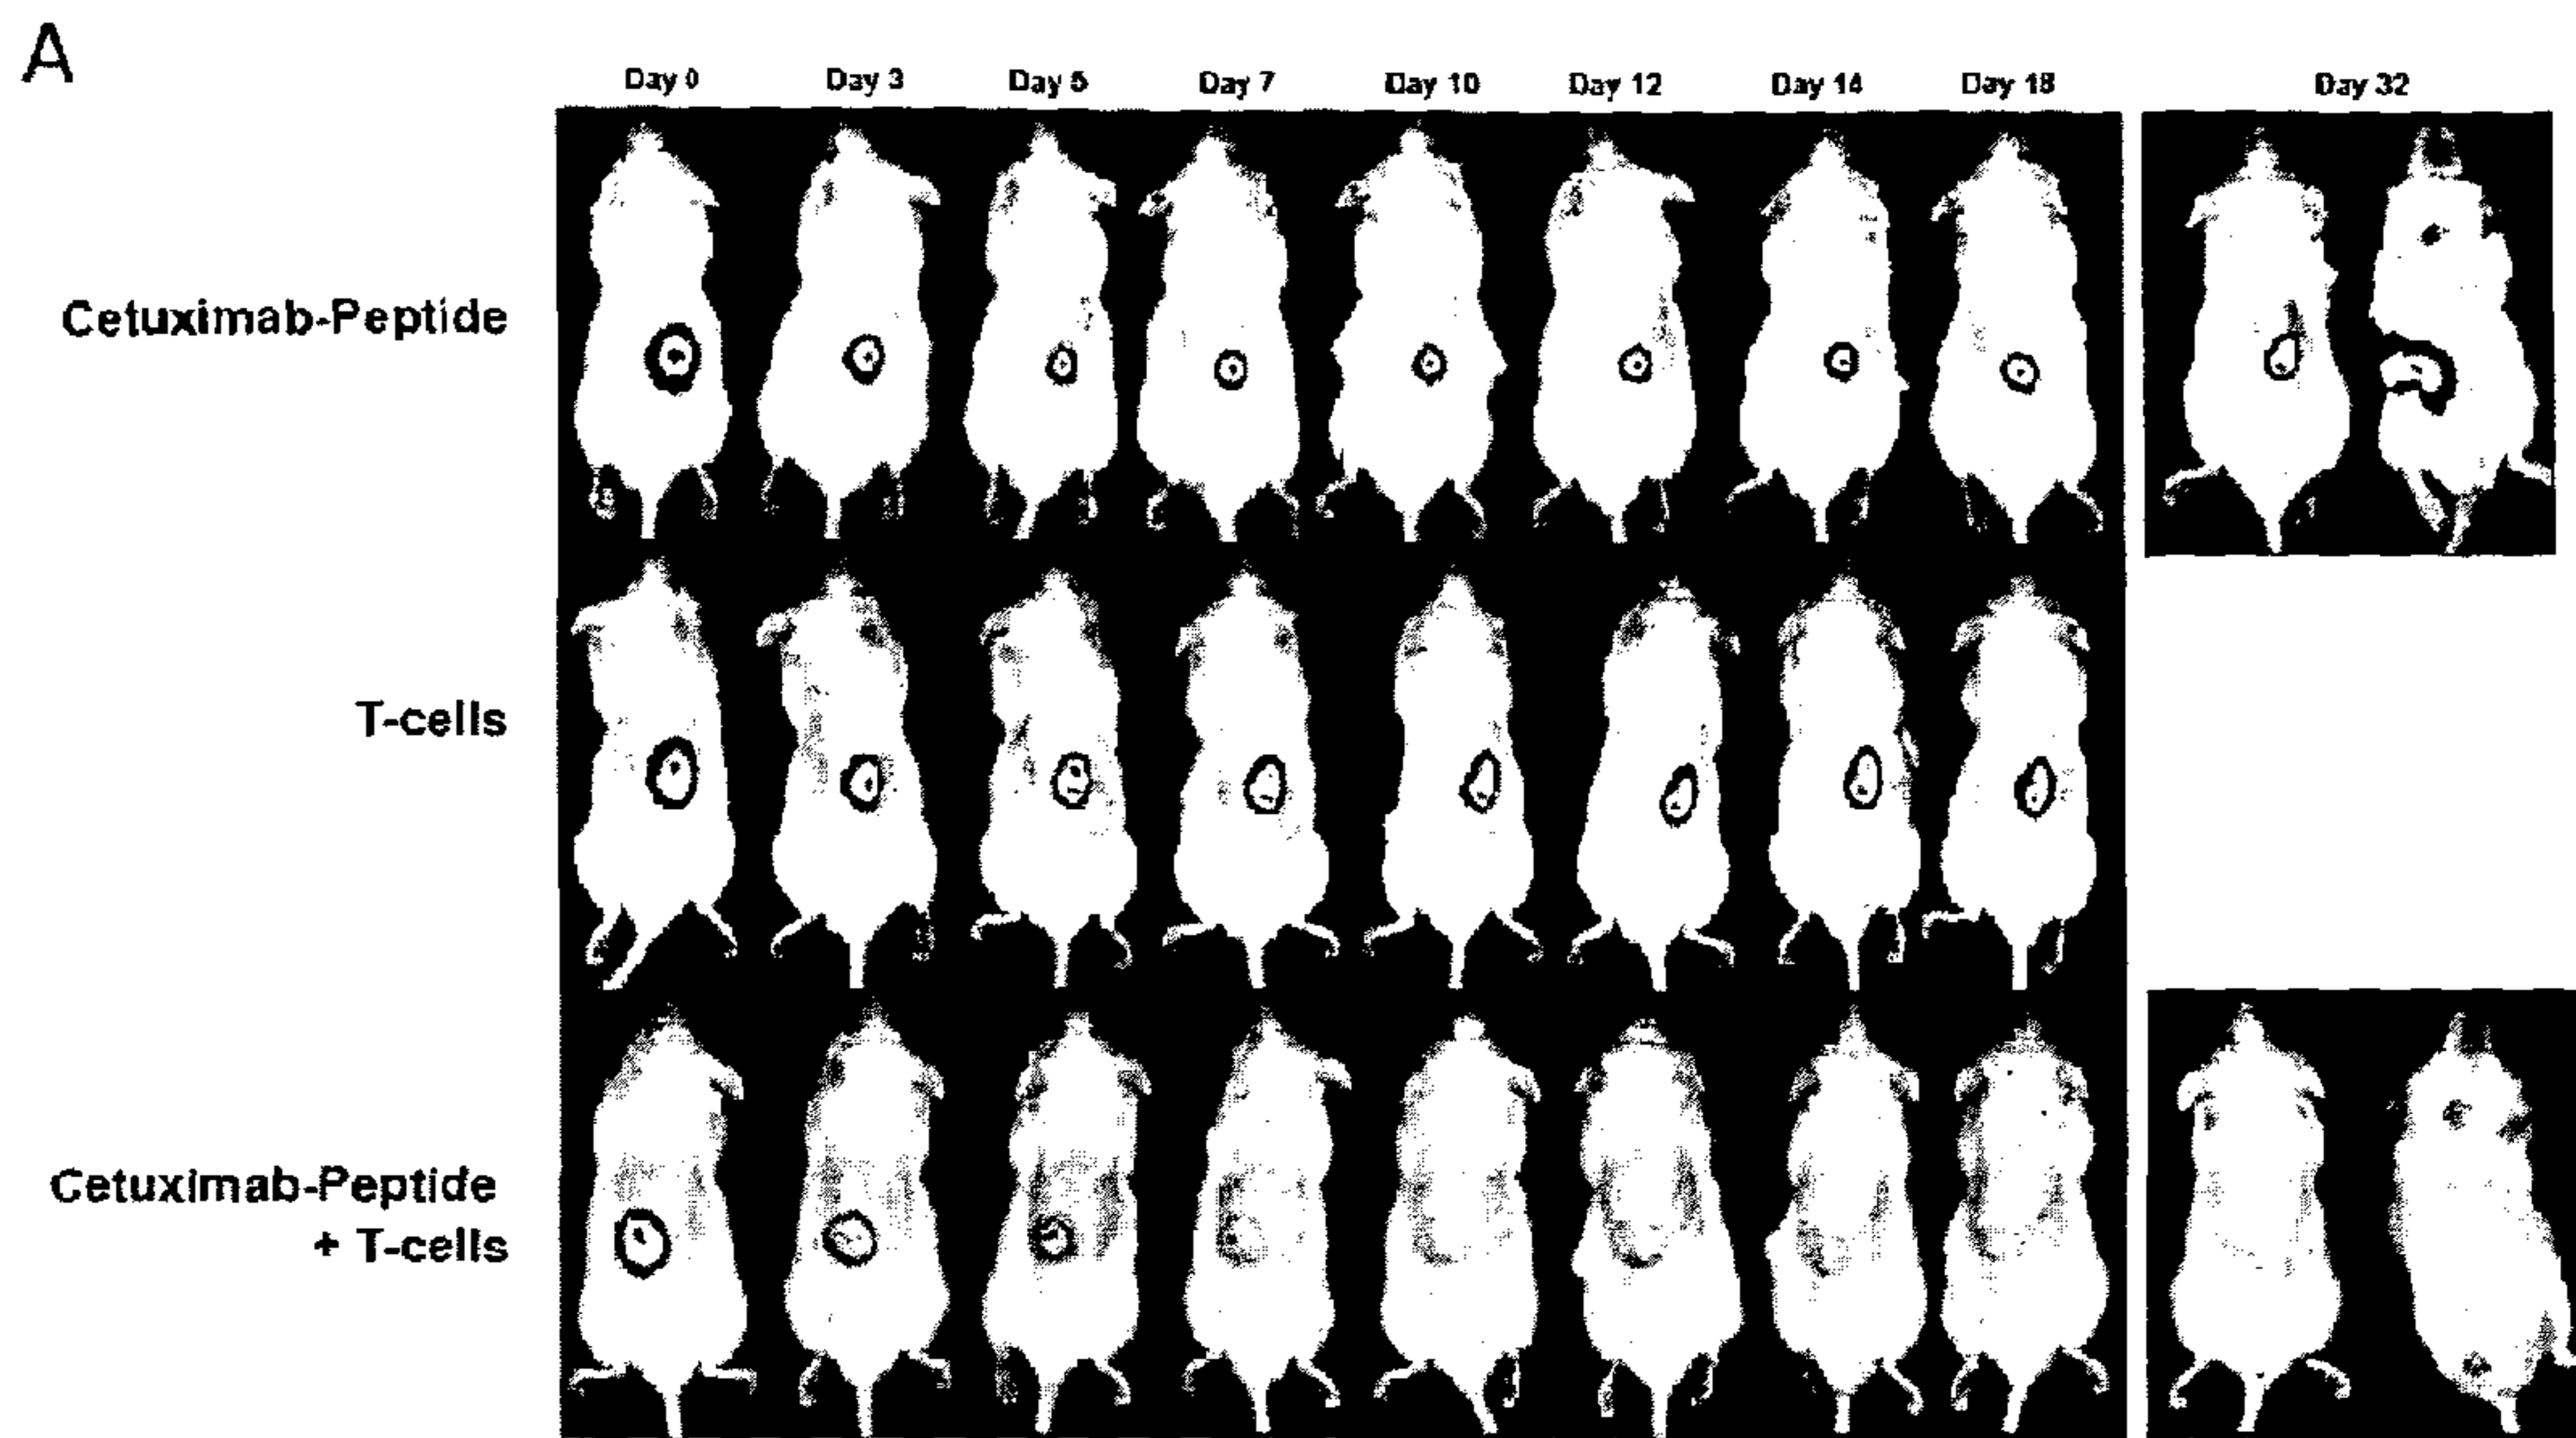 A
Day 0 Day 3 Day 5 Day 7 Day 10 Day 12 Day 14 Day 18 Day 32
Cetuximab-Peptide
T-cells
Cetuximab-Peptide
+ T-cells